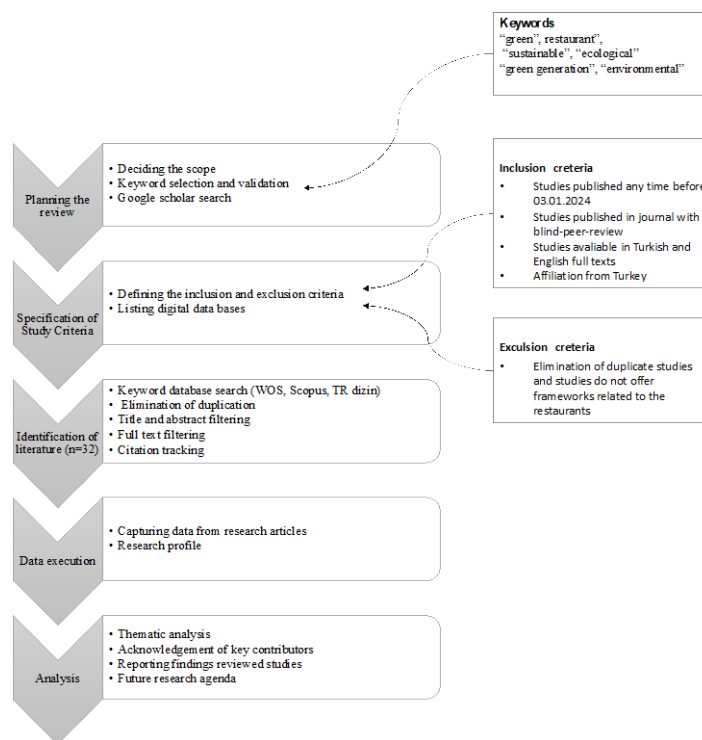 Keywords
“green”, restaurant”,
“sustainable”, “ecological”
“green generation”, “environmental”
Planning the
review
• Deciding the scope
• Keyword selection and validation
• Google scholar search
Inclusion creteria
• Studies published any time before
03.01.2024
• Studies published in journal with
blind-peer-review
• Studies avaliable in Turkish and
English full texts
• Affiliation from Turkey
Specification of
Study Criteria
• Defining the inclusion and exclusion criteria
• Listing digital data bases
Exculsion creteria
• Elimination of duplicate studies
and studies do not offer
frameworks related to the
restaurants
Identification of
literature (n=32)
• Keyword database search (WOS, Scopus, TR dizin)
• Elimination of duplication
• Title and abstract filtering
• Full text filtering
• Citation tracking
Data execution
• Capturing data from research articles
• Research profile
Analysis
• Thematic analysis
• Acknowledgement of key contributors
• Reporting findings reviewed studies
• Future research agenda